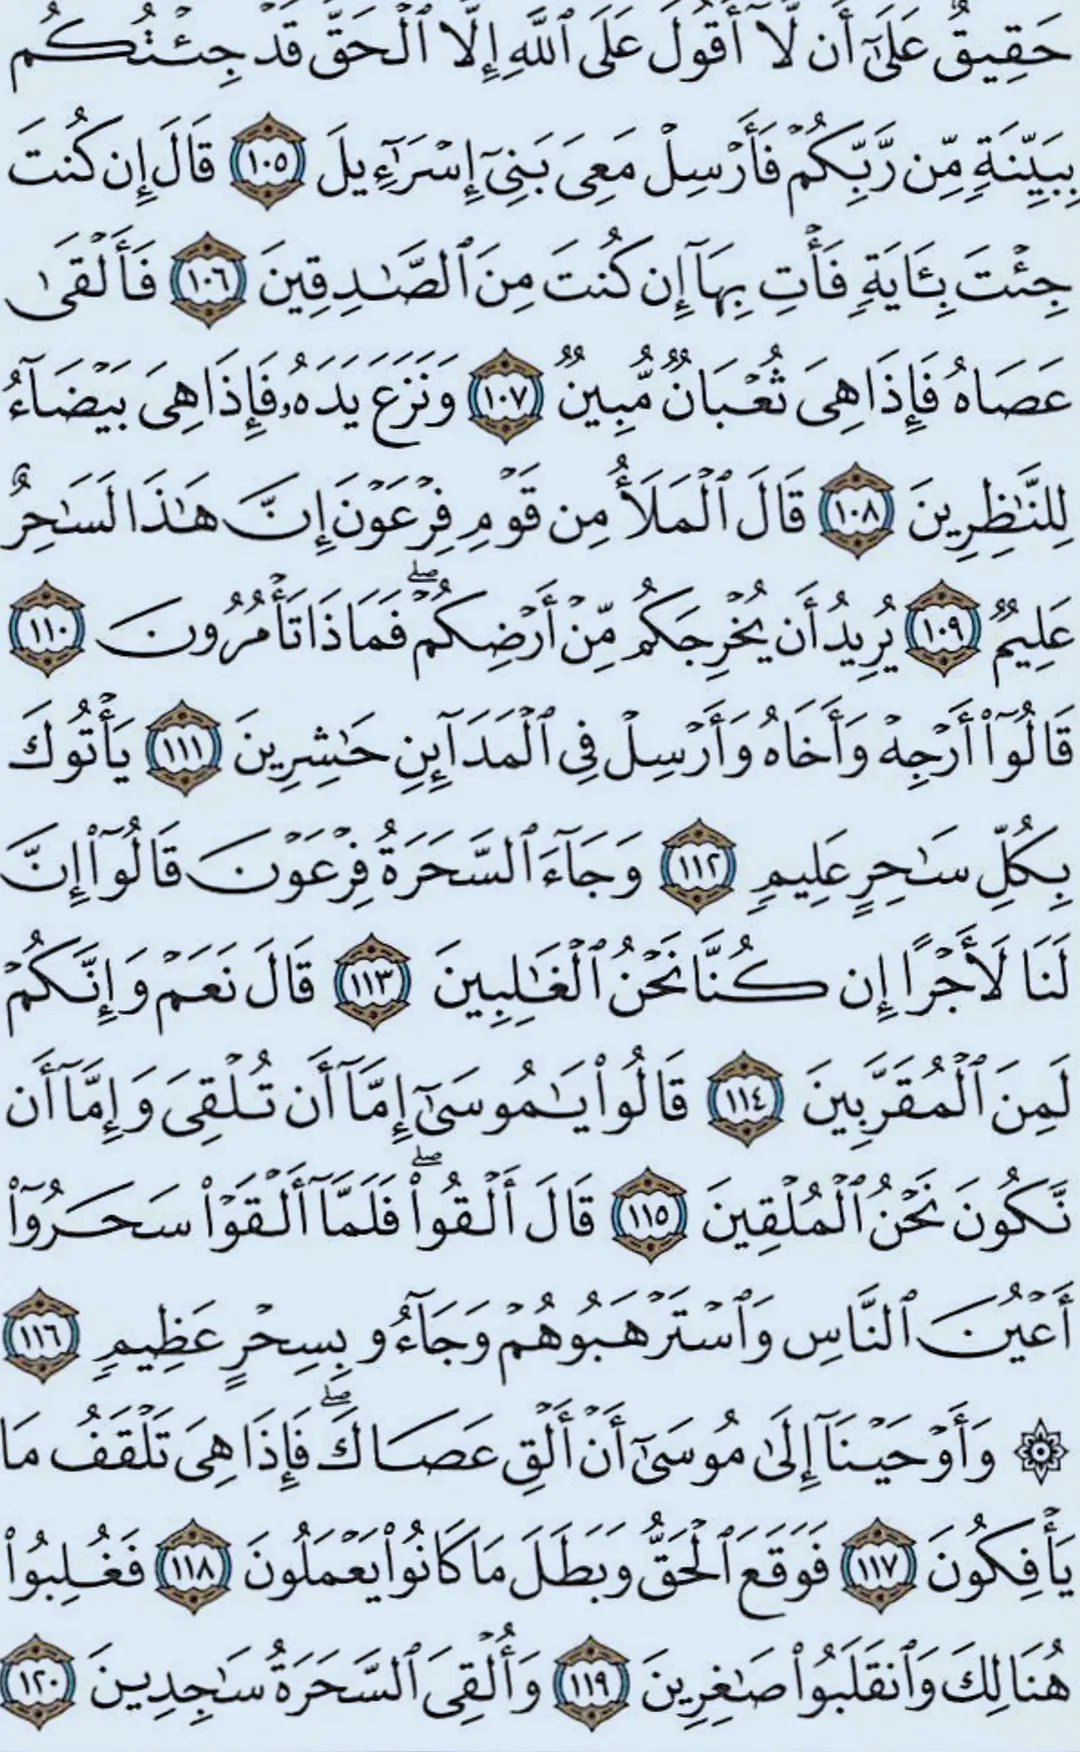 حَقِيقٌ عَلَىٰٓ أَن لَّآ أَقُولَ عَلَى ٱللَّهِ إِلَّا ٱلْحَقَّ قَدْ جِئْتُكُم
بِبَيِّنَةٍ مِّن رَّبِّكُمْ فَأَرْسِلْ مَعِىَ بَنِىٓ إِسْرَٰٓءِيلَ ١٠٥ قَالَ إِن كُنتَ
جِئْتَ بِـَٔايَةٍ فَأْتِ بِهَآ إِن كُنتَ مِنَ ٱلصَّـٰدِقِينَ ١٠٦ فَأَلْقَىٰ
عَصَاهُ فَإِذَا هِىَ ثُعْبَانٌ مُّبِينٌ ١٠٧ وَنَزَعَ يَدَهُۥ فَإِذَا هِىَ بَيْضَآءُ
لِلنَّـٰظِرِينَ ١٠٨ قَالَ ٱلْمَلَأُ مِن قَوْمِ فِرْعَوْنَ إِنَّ هَـٰذَا لَسَـٰحِرٌ
عَلِيمٌ ١٠٩ يُرِيدُ أَن يُخْرِجَكُم مِّنْ أَرْضِكُمْ ۖ فَمَاذَا تَأْمُرُونَ ١١٠
قَالُوٓا۟ أَرْجِهْ وَأَخَاهُ وَأَرْسِلْ فِى ٱلْمَدَآئِنِ حَـٰشِرِينَ ١١١ يَأْتُوكَ
بِكُلِّ سَـٰحِرٍ عَلِيمٍ ١١٢ وَجَآءَ ٱلسَّحَرَةُ فِرْعَوْنَ قَالُوٓا۟ إِنَّ
لَنَا لَأَجْرًا إِن كُنَّا نَحْنُ ٱلْغَـٰلِبِينَ ١١٣ قَالَ نَعَمْ وَإِنَّكُمْ
لَمِنَ ٱلْمُقَرَّبِينَ ١١٤ قَالُوا۟ يَـٰمُوسَىٰٓ إِمَّآ أَن تُلْقِىَ وَإِمَّآ أَن
نَّكُونَ نَحْنُ ٱلْمُلْقِينَ ١١٥ قَالَ أَلْقُوا۟ ۖ فَلَمَّآ أَلْقَوْا۟ سَحَرُوٓا۟
أَعْيُنَ ٱلنَّاسِ وَٱسْتَرْهَبُوهُمْ وَجَآءُو بِسِحْرٍ عَظِيمٍ ١١٦
۞ وَأَوْحَيْنَآ إِلَىٰ مُوسَىٰٓ أَنْ أَلْقِ عَصَاكَ ۖ فَإِذَا هِىَ تَلْقَفُ مَا
يَأْفِكُونَ ١١٧ فَوَقَعَ ٱلْحَقُّ وَبَطَلَ مَا كَانُوا۟ يَعْمَلُونَ ١١٨ فَغُلِبُوا۟
هُنَالِكَ وَٱنقَلَبُوا۟ صَـٰغِرِينَ ١١٩ وَأُلْقِىَ ٱلسَّحَرَةُ سَـٰجِدِينَ ١٢٠